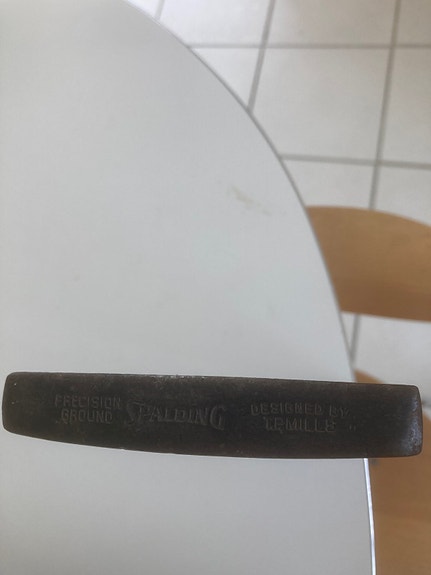 PRECISION
GROUND
SPALDING
DESIGNED BY
T.P. MILLS